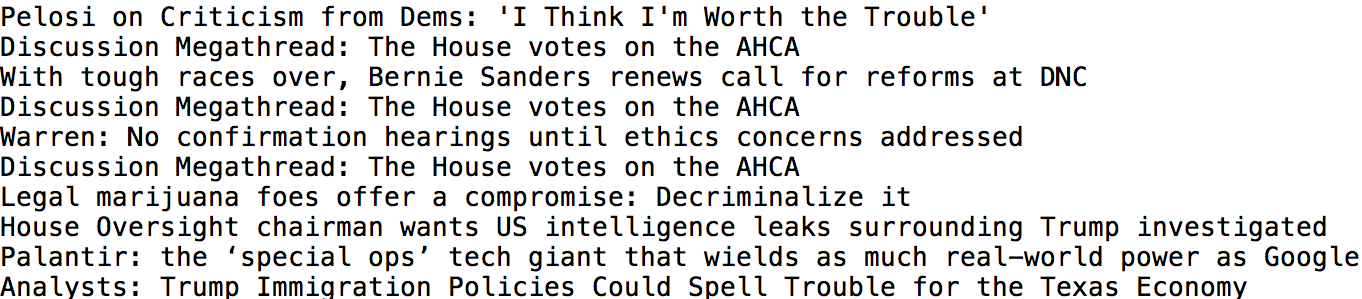 Pelosi on Criticism from Dems: 'I Think I'm Worth the Trouble'
Discussion Megathread: The House votes on the AHCA
With tough races over, Bernie Sanders renews call for reforms at DNC
Discussion Megathread: The House votes on the AHCA
Warren: No confirmation hearings until ethics concerns addressed
Discussion Megathread: The House votes on the AHCA
Legal marijuana foes offer a compromise: Decriminalize it
House Oversight chairman wants US intelligence leaks surrounding Trump investigated
Palantir: the ‘special ops’ tech giant that wields as much real—world power as Google
Analysts: Trump Immigration Policies Could Spell Trouble for the Texas Economy